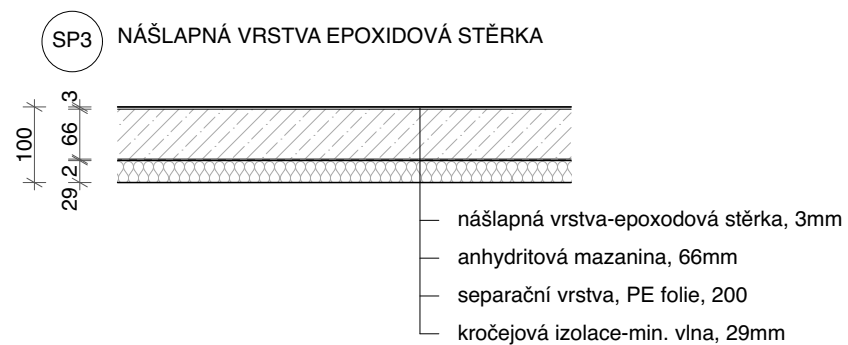 SP3 NÁŠLAPNÁ VRSTVA EPOXIDOVÁ STĚRKA
3
66
100
2
29
nášlapná vrstva-epoxodová stěrka, 3mm
anhydritová mazanina, 66mm
separační vrstva, PE folie, 200
kročejová izolace-min. vlna, 29mm